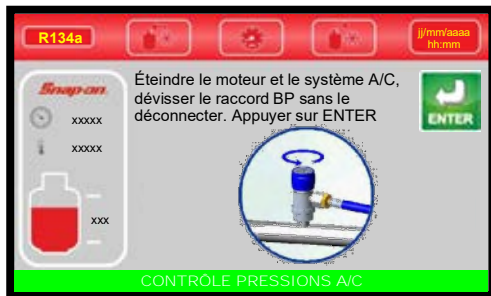 R134a
jj/mm/aaaa
hh:mm
Snap-on
xxxxx
xxxxx
xxx
Éteindre le moteur et le système A/C,
dévisser le raccord BP sans le
déconnecter. Appuyer sur ENTER
ENTER
CONTRÔLE PRESSIONS A/C